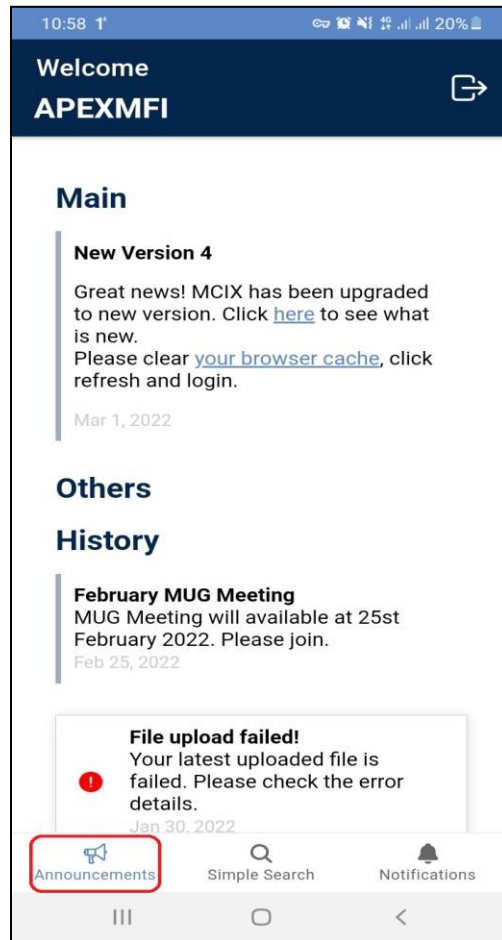 10:58
4G
20%
Welcome
APEXMFI
Main
New Version 4
Great news! MCIX has been upgraded
to new version. Click here to see what
is new.
Please clear your browser cache, click
refresh and login.
Mar 1, 2022
Others
History
February MUG Meeting
MUG Meeting will available at 25st
February 2022. Please join.
Feb 25, 2022
File upload failed!
Your latest uploaded file is
failed. Please check the error
details.
Jan 30, 2022
Announcements
Simple Search
Notifications